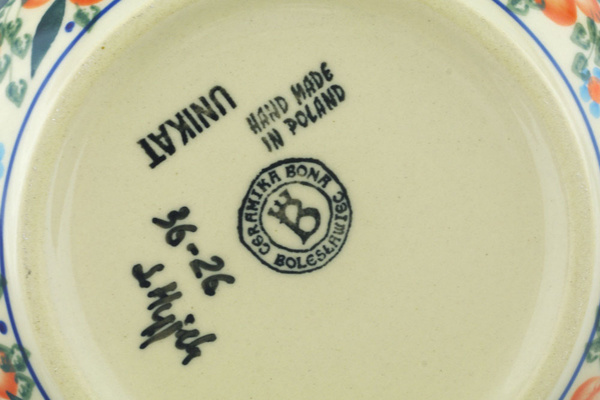 UNIKAT
HAND MADE
IN POLAND
CERAMIKA BONA
B
BOLESŁAWIEC
36-26